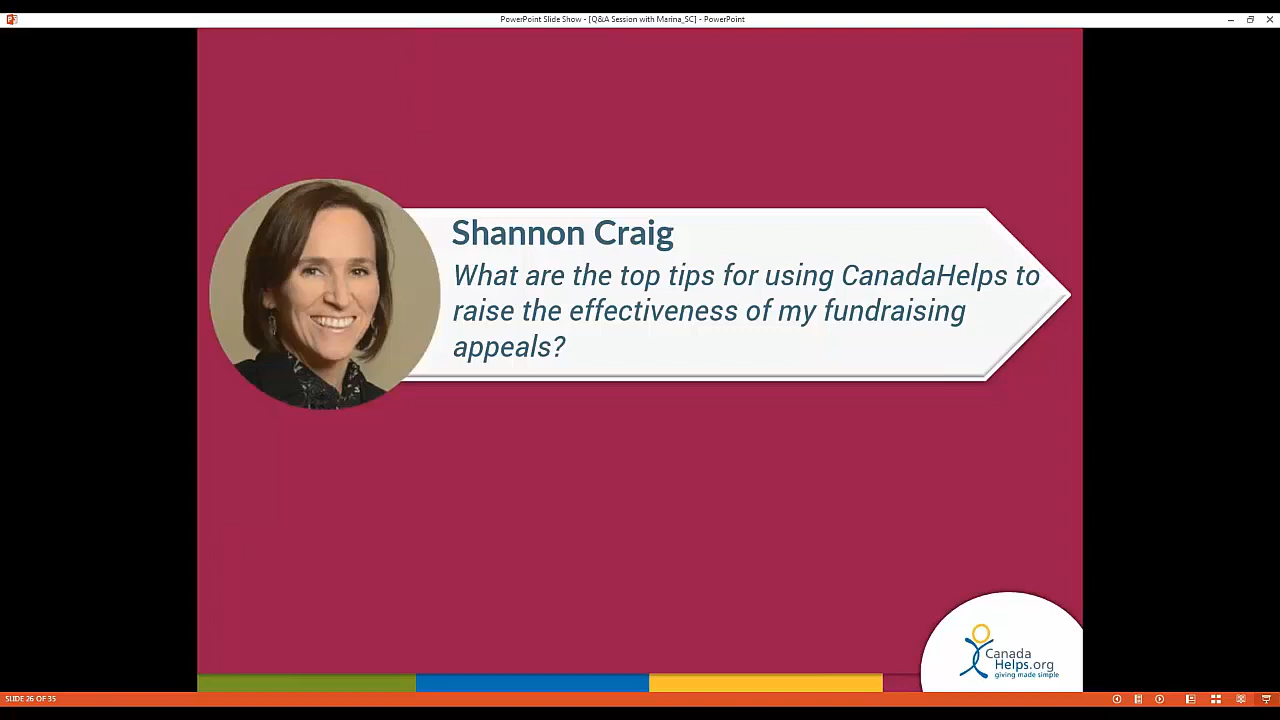 PowerPoint Slide Show - [Q&A Session with Marina_SC] - PowerPoint
Shannon Craig
What are the top tips for using CanadaHelps to
raise the effectiveness of my fundraising
appeals?
Canada
Helps.org
giving made simple
SLIDE 26 OF 35